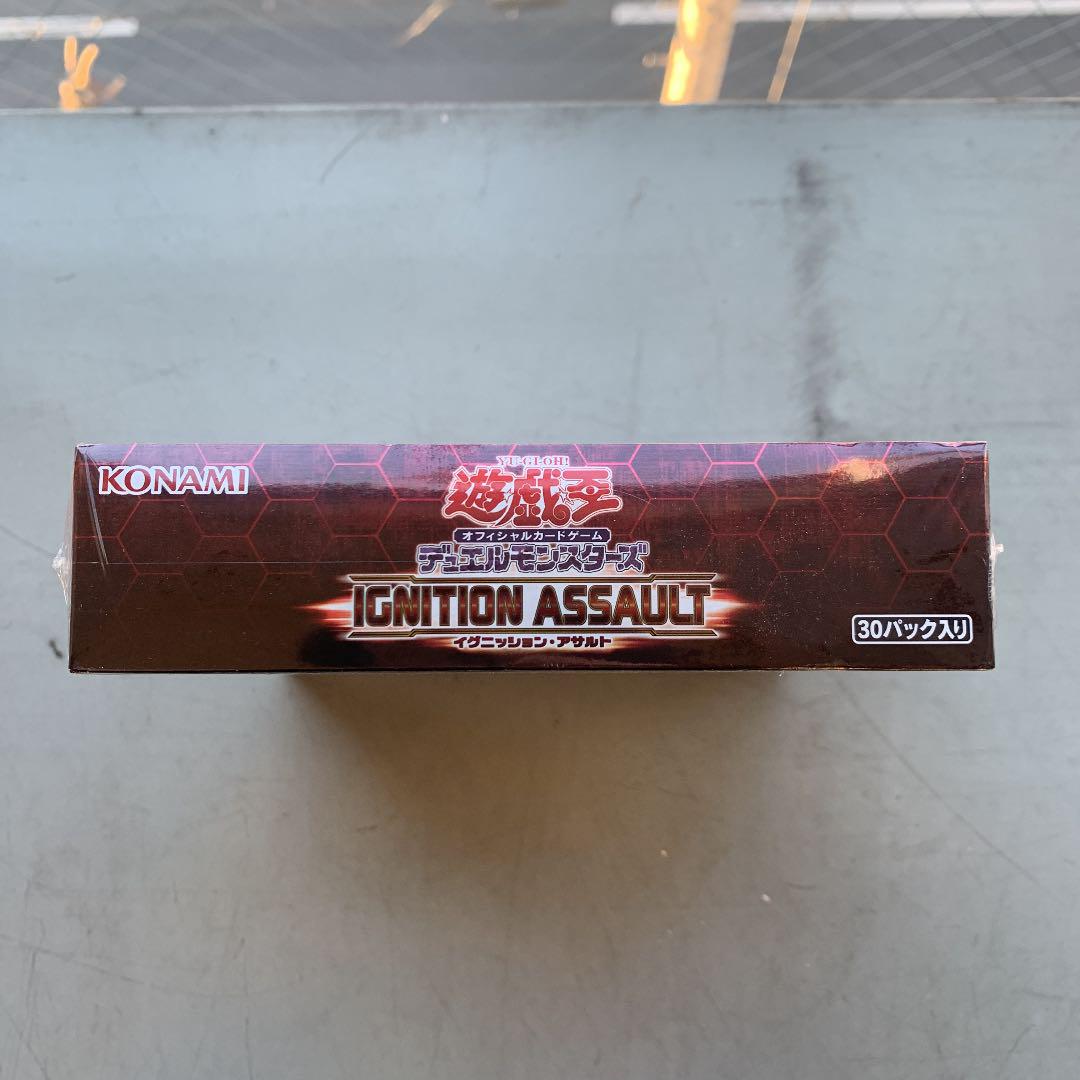 KONAMI
YU-GI-OH!
遊戯王
オフィシャルカードゲーム
デュエルモンスターズ
IGNITION ASSAULT
イグニッション・アサルト
30パック入り